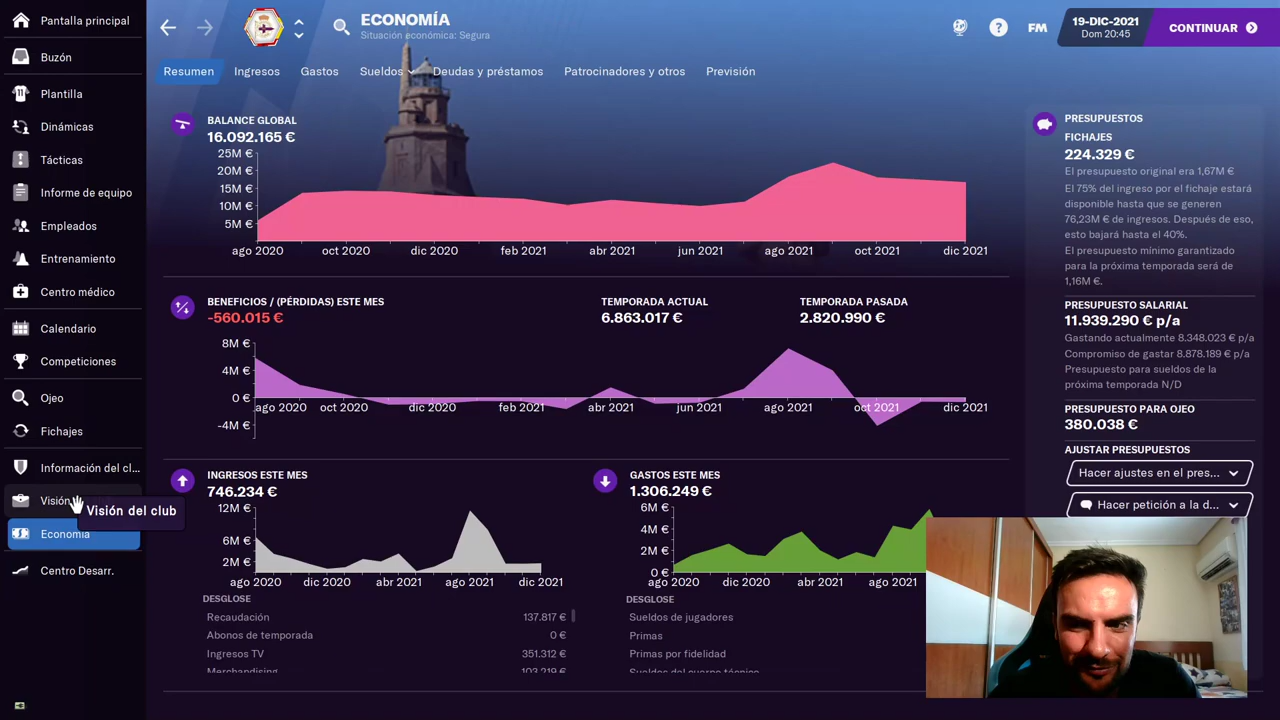 Pantalla principal
Buzón
Plantilla
Dinámicas
Tácticas
Informe de equipo
Empleados
Entrenamiento
Centro médico
Calendario
Competiciones
Ojeo
Fichajes
Información del cl...
Visión
Visión del club
Economía
Centro Desarr.
ECONOMÍA
Situación económica: Segura
?
FM
19-DIC-2021
Dom 20:45
CONTINUAR
Resumen
Ingresos
Gastos
Sueldos
Deudas y préstamos
Patrocinadores y otros
Previsión
BALANCE GLOBAL
16.092.165 €
25M €
20M €
15M €
10M €
5M €
ago 2020 oct 2020 dic 2020 feb 2021 abr 2021 jun 2021 ago 2021 oct 2021 dic 2021
BENEFICIOS / (PÉRDIDAS) ESTE MES
-560.015 €
TEMPORADA ACTUAL
6.863.017 €
TEMPORADA PASADA
2.820.990 €
8M €
4M €
0 €
-4M €
ago 2020 oct 2020 dic 2020 feb 2021 abr 2021 jun 2021 ago 2021 oct 2021 dic 2021
INGRESOS ESTE MES
746.234 €
12M €
8M €
6M €
2M €
ago 2020 dic 2020 abr 2021 ago 2021 dic 2021
DESGLOSE
Recaudación 137.817 €
Abonos de temporada 0 €
Ingresos TV 351.312 €
Merchandising 103.219 €
GASTOS ESTE MES
1.306.249 €
6M €
4M €
2M €
0 €
ago 2020 dic 2020 abr 2021 ago 2021
DESGLOSE
Sueldos de jugadores
Primas
Primas por fidelidad
Sueldos del cuerpo técnico
PRESUPUESTOS
FICHAJES
224.329 €
El presupuesto original era 1,67M €
El 75% del ingreso por el fichaje estará
disponible hasta que se generen
76,23M € de ingresos. Después de eso,
esto bajará hasta el 40%.
El presupuesto mínimo garantizado
para la próxima temporada será de
1,16M €.
PRESUPUESTO SALARIAL
11.939.290 € p/a
Gastando actualmente 8.348.023 € p/a
Compromiso de gastar 8.878.189 € p/a
Presupuesto para sueldos de la
próxima temporada N/D
PRESUPUESTO PARA OJEO
380.038 €
AJUSTAR PRESUPUESTOS
Hacer ajustes en el pres...
Hacer petición a la d...